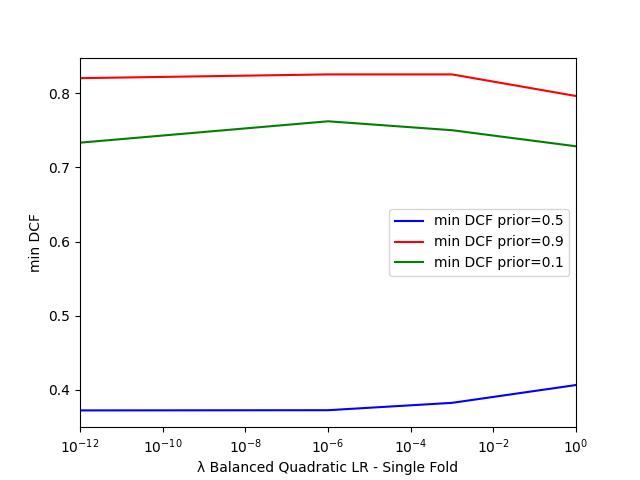 0.8
0.7
0.6
0.5
0.4
min DCF
min DCF prior=0.5
min DCF prior=0.9
min DCF prior=0.1
10⁻¹² 10⁻¹⁰ 10⁻⁸ 10⁻⁶ 10⁻⁴ 10⁻² 10⁰
λ Balanced Quadratic LR - Single Fold